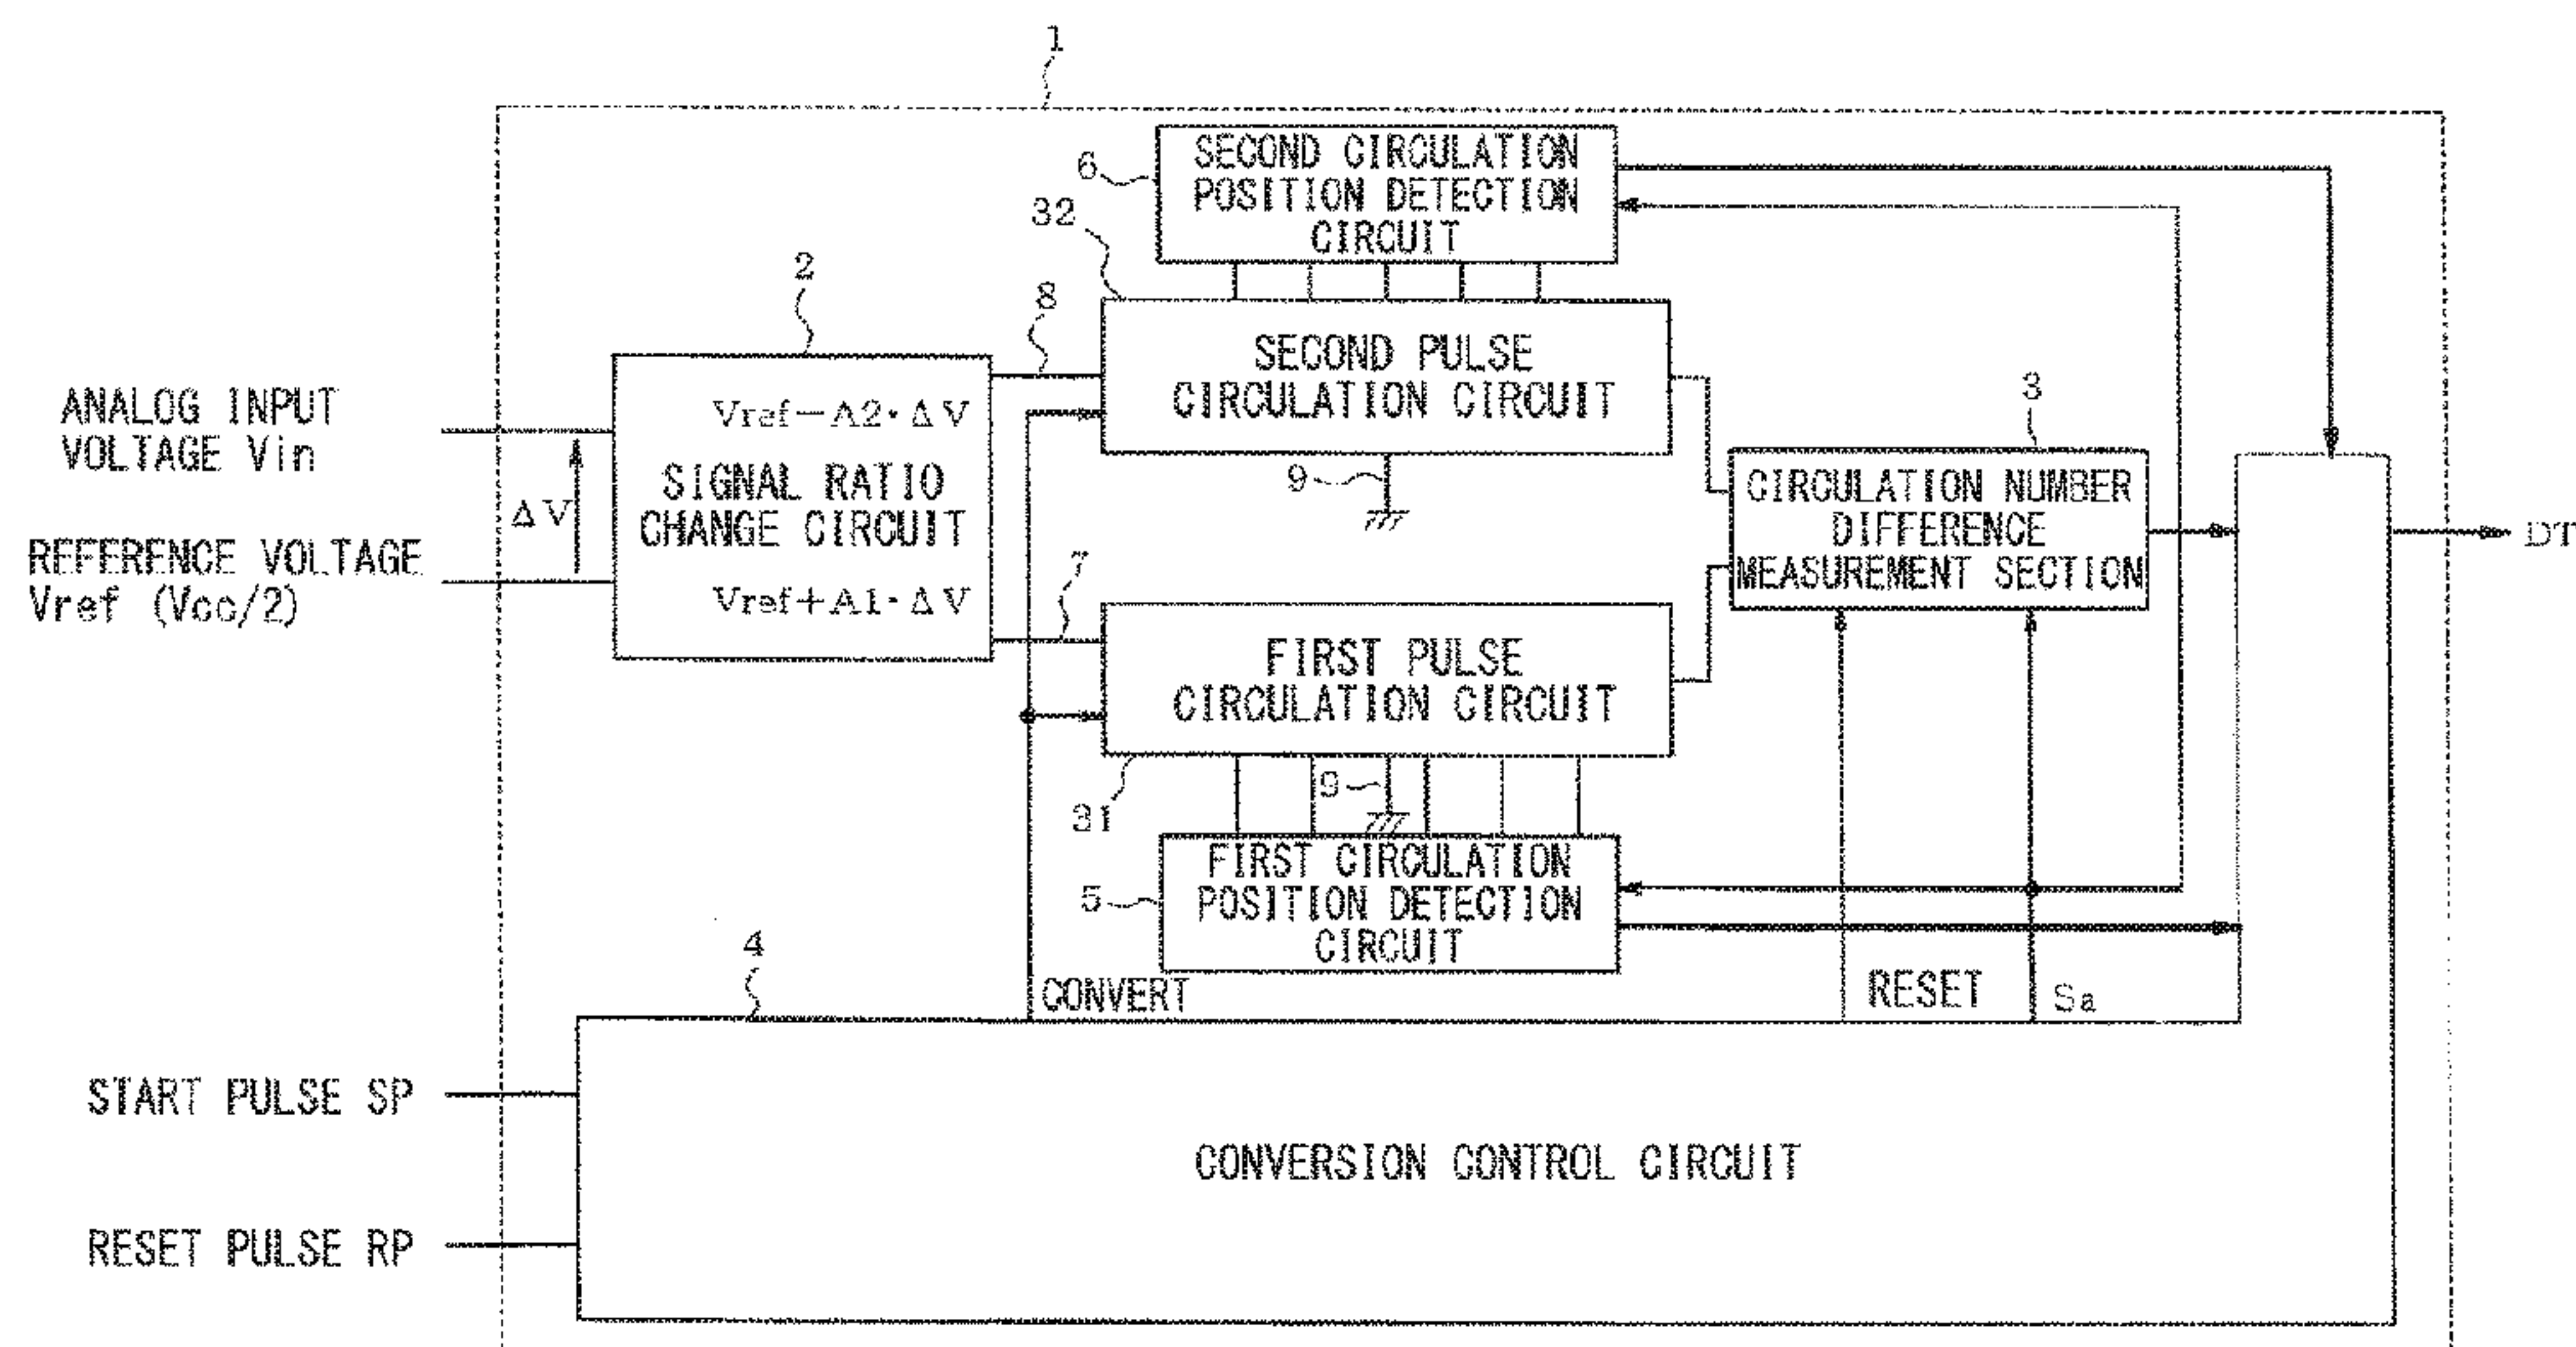 1
SECOND CIRCULATION
POSITION DETECTION
CIRCUIT
6
32
2
8
Vref−A2·ΔV
SIGNAL RATIO
CHANGE CIRCUIT
Vref+A1·ΔV
SECOND PULSE
CIRCULATION CIRCUIT
9
3
CIRCULATION NUMBER
DIFFERENCE
MEASUREMENT SECTION
ANALOG INPUT
VOLTAGE Vin
ΔV
REFERENCE VOLTAGE
Vref (Vcc/2)
DT
7
FIRST PULSE
CIRCULATION CIRCUIT
31
9
FIRST CIRCULATION
POSITION DETECTION
CIRCUIT
5
4
CONVERT
RESET
Sa
START PULSE SP
CONVERSION CONTROL CIRCUIT
RESET PULSE RP